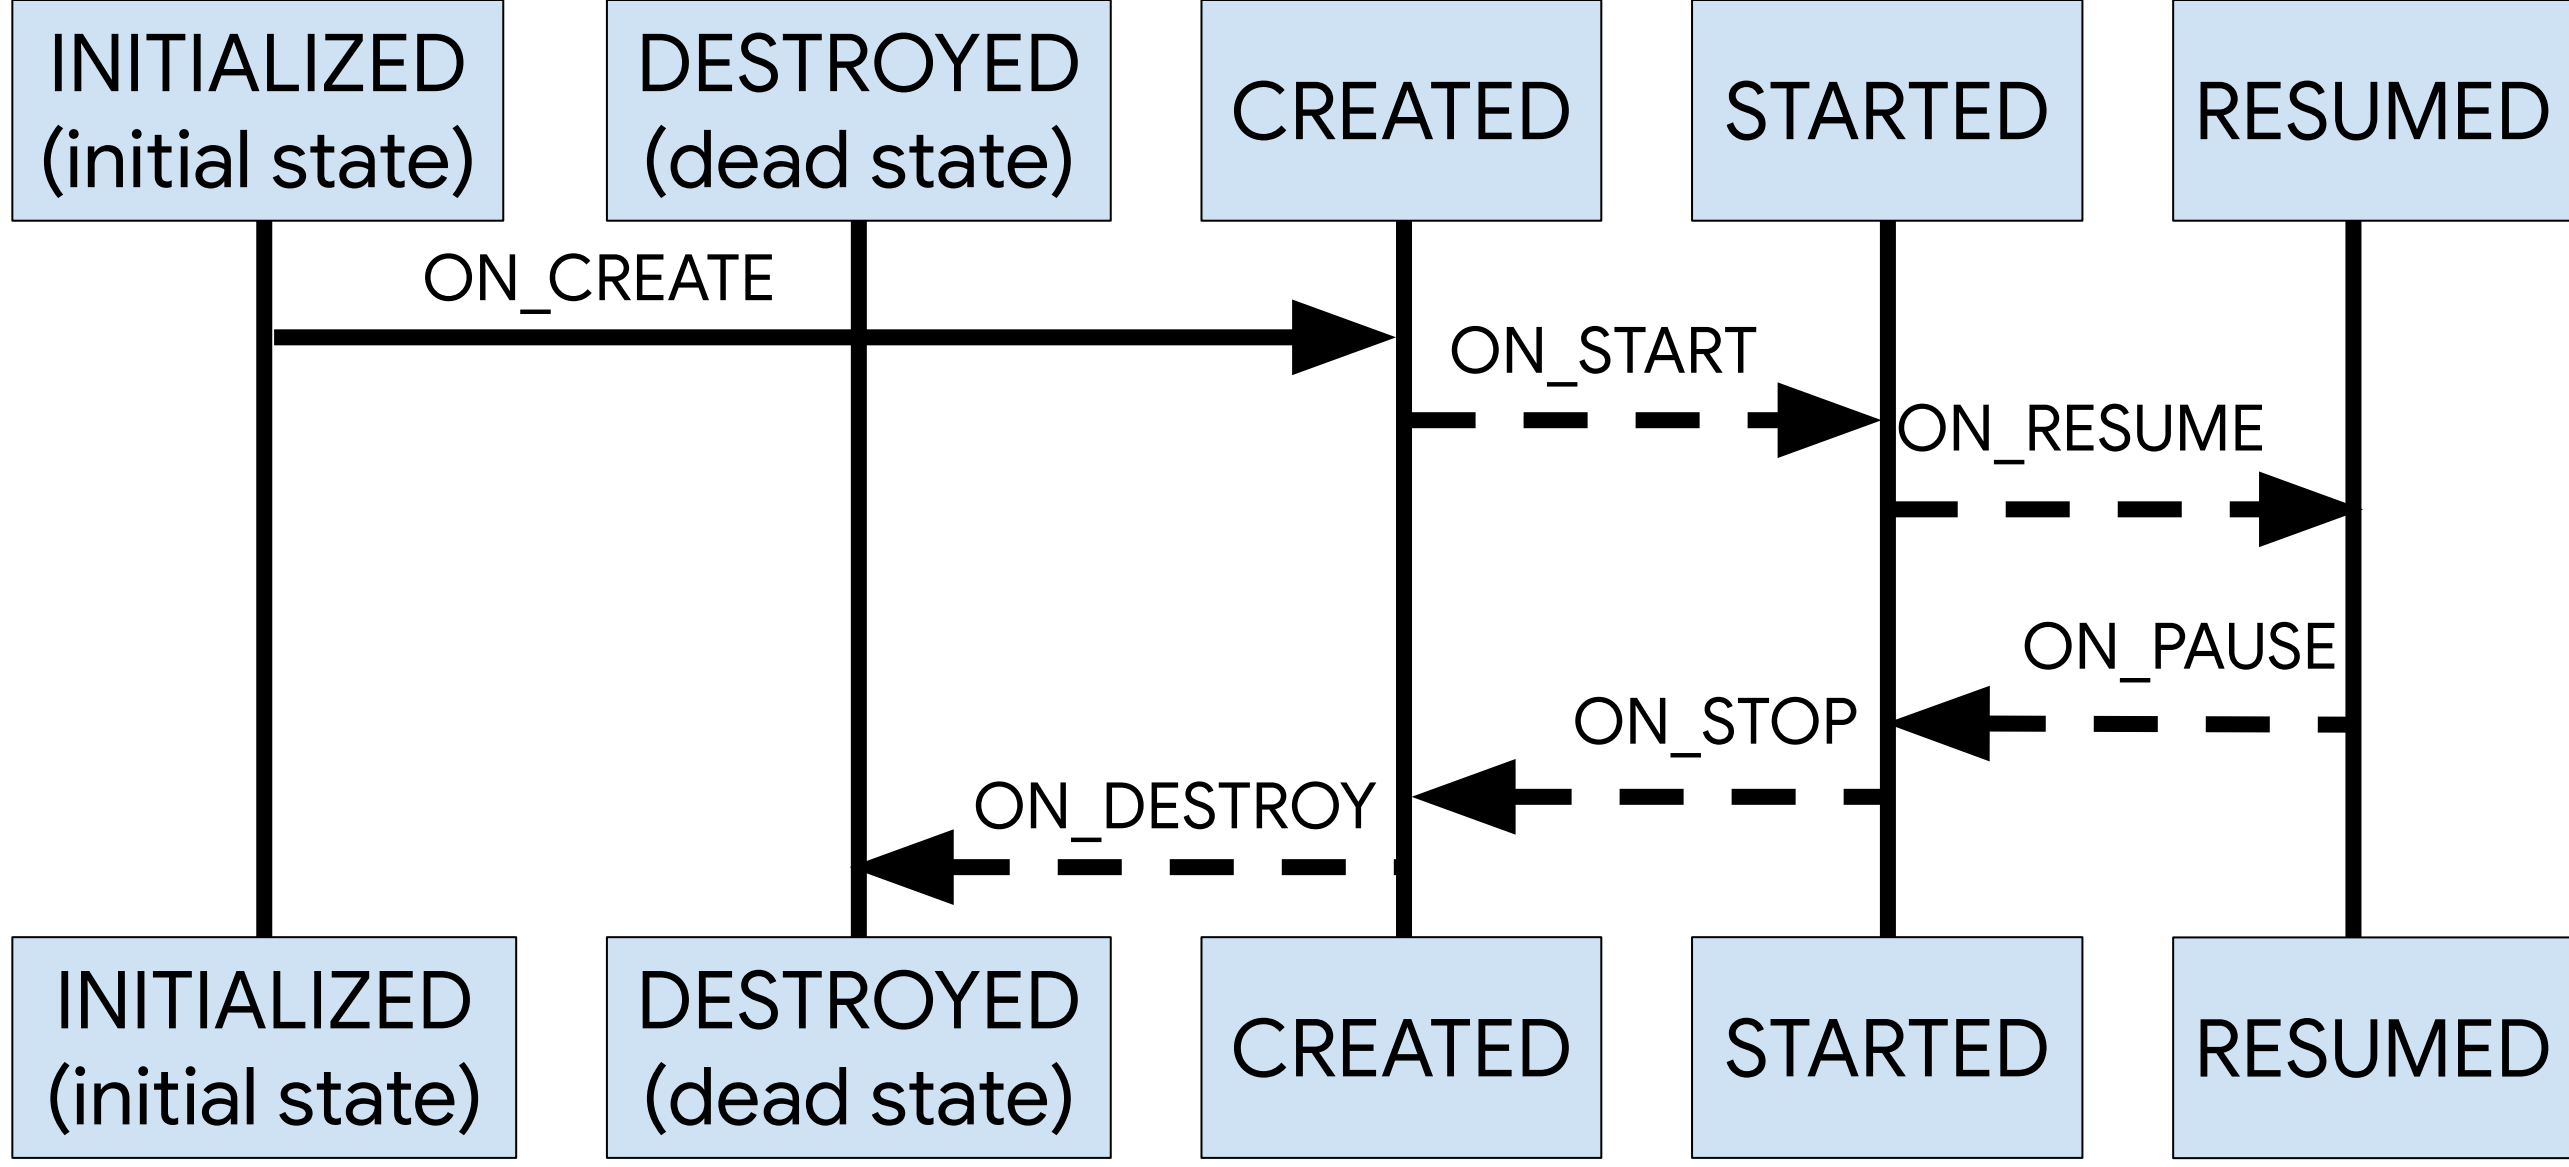 INITIALIZED
(initial state)
DESTROYED
(dead state)
CREATED
STARTED
RESUMED
ON_CREATE
ON_START
ON_RESUME
ON_PAUSE
ON_STOP
ON_DESTROY
INITIALIZED
(initial state)
DESTROYED
(dead state)
CREATED
STARTED
RESUMED